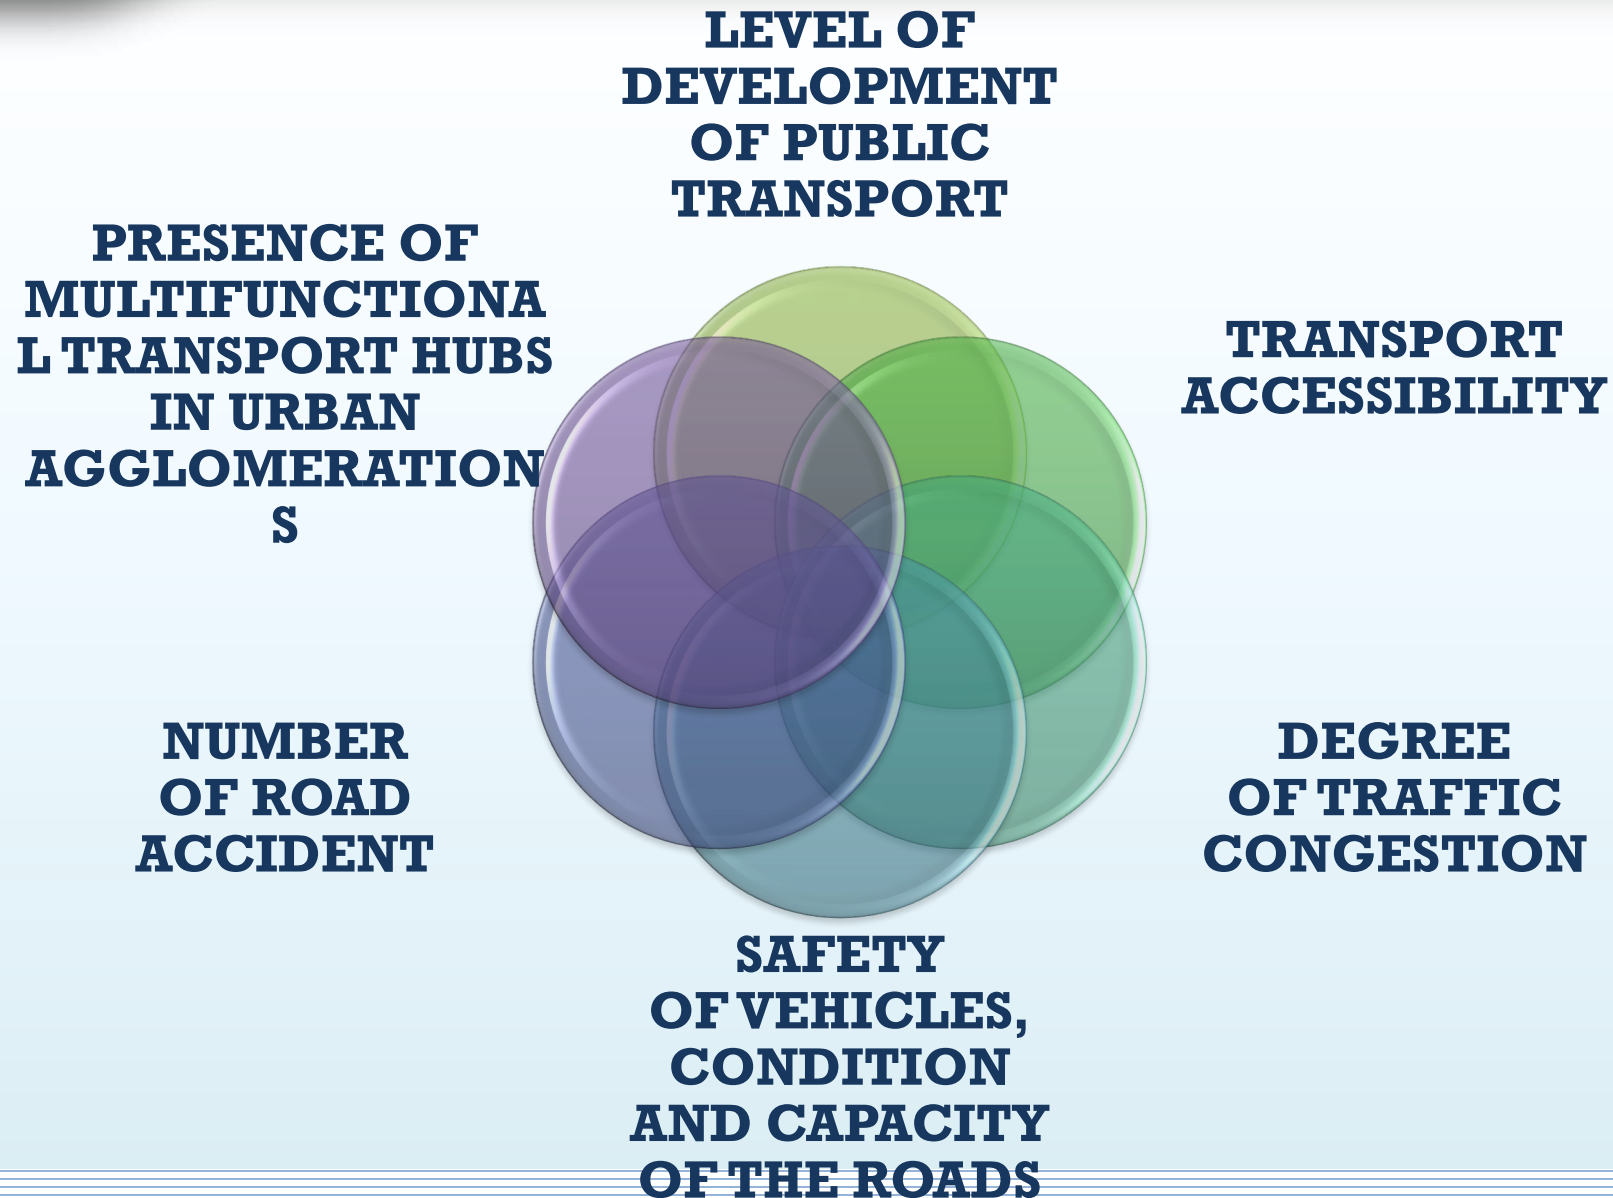 LEVEL OF
DEVELOPMENT
OF PUBLIC
TRANSPORT
PRESENCE OF
MULTIFUNCTIONA
L TRANSPORT HUBS
IN URBAN
AGGLOMERATION
S
TRANSPORT
ACCESSIBILITY
NUMBER
OF ROAD
ACCIDENT
DEGREE
OF TRAFFIC
CONGESTION
SAFETY
OF VEHICLES,
CONDITION
AND CAPACITY
OF THE ROADS